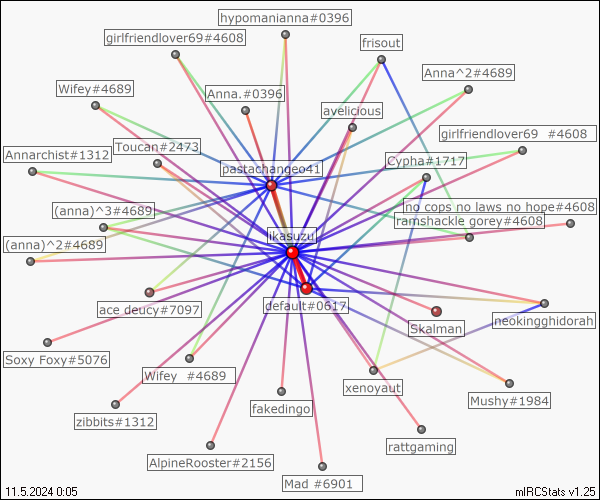 hypomanianna#0396
girlfriendlover69#4608
frisout
Anna^2#4689
Wifey#4689
Anna.#0396
avelicious
girlfriendlover69  #4608
Toucan#2473
Annarchist#1312
Cypha#1717
pastachangeo41
no cops no laws no hope#4608
(anna)^3#4689
ramshackle gorey#4608
ikasuzu
(anna)^2#4689
ace deucy#7097
default#0617
neokingghidorah
Skalman
Soxy Foxy#5076
Wifey  #4689
xenoyaut
Mushy#1984
fakedingo
zibbits#1312
rattgaming
AlpineRooster#2156
Mad #6901
11.5.2024 0:05
mIRCStats v1.25